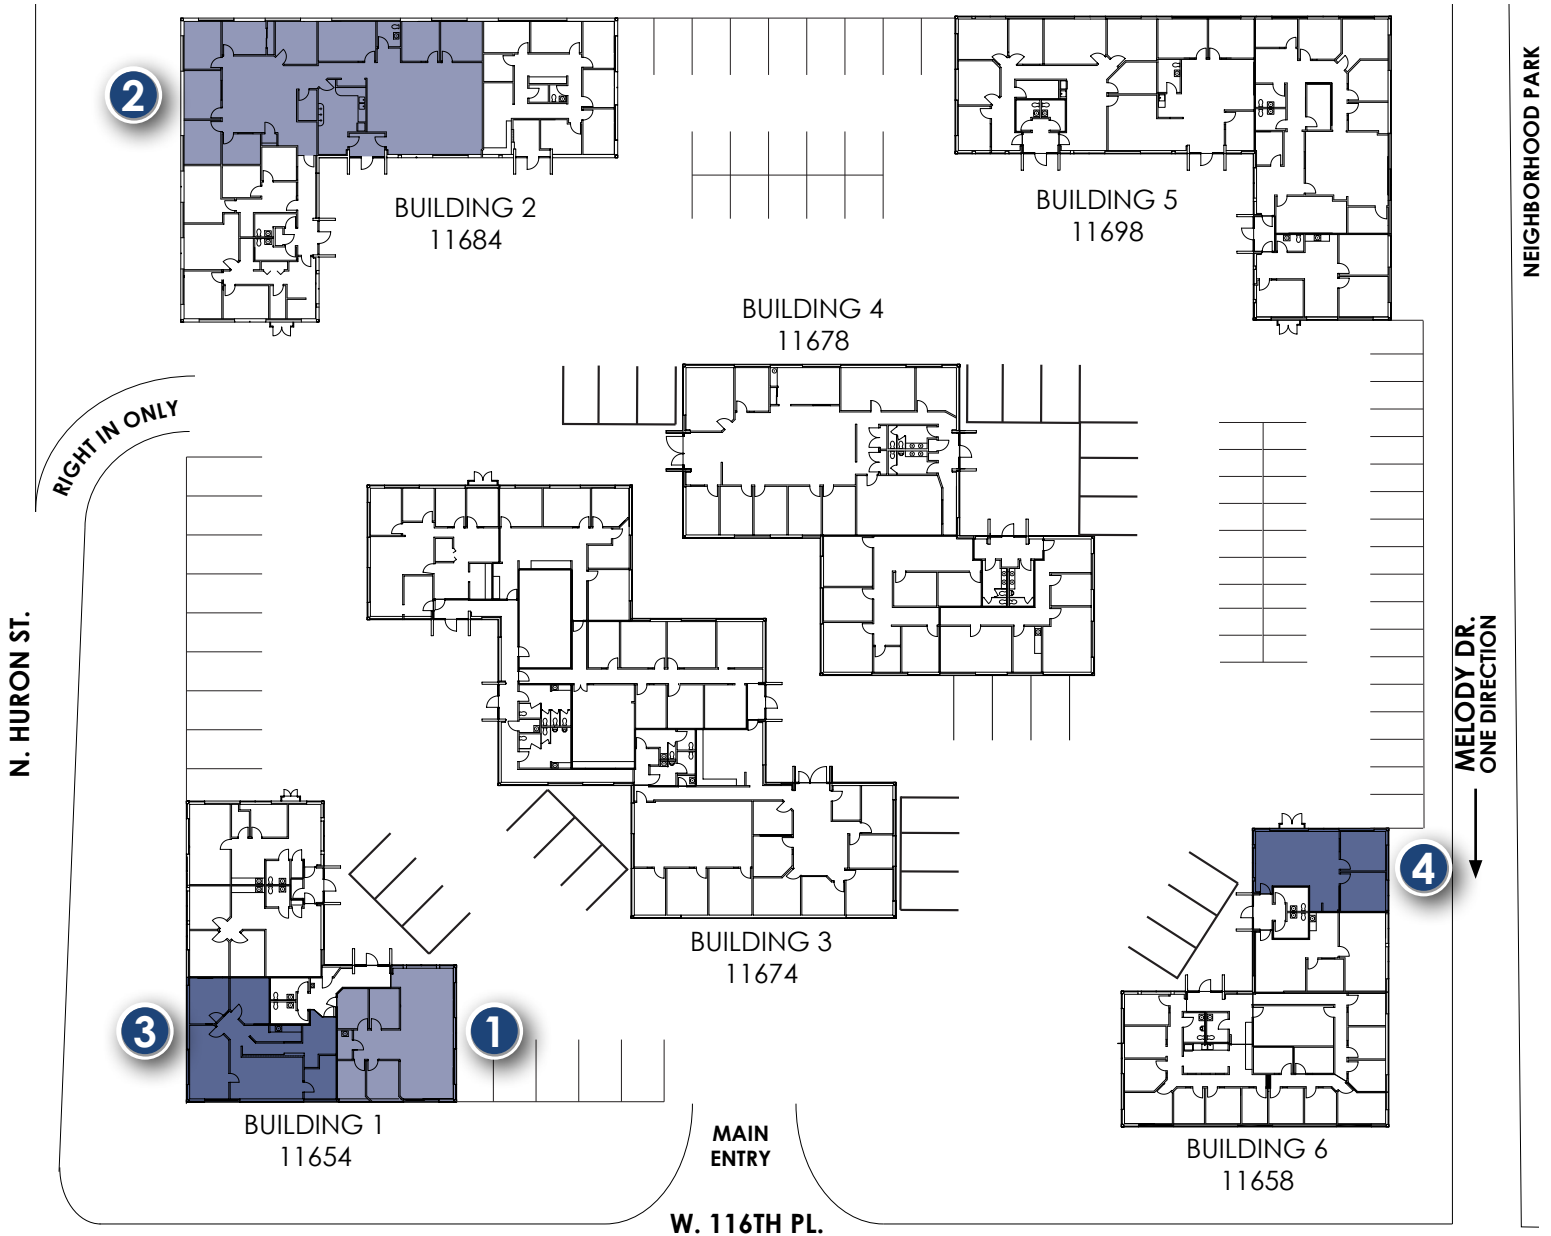 2
BUILDING 2
11684
BUILDING 5
11698
NEIGHBORHOOD PARK
BUILDING 4
11678
RIGHT IN ONLY
N. HURON ST.
MELODY DR.
ONE DIRECTION
4
BUILDING 3
11674
3
1
BUILDING 1
11654
MAIN
ENTRY
BUILDING 6
11658
W. 116TH PL.